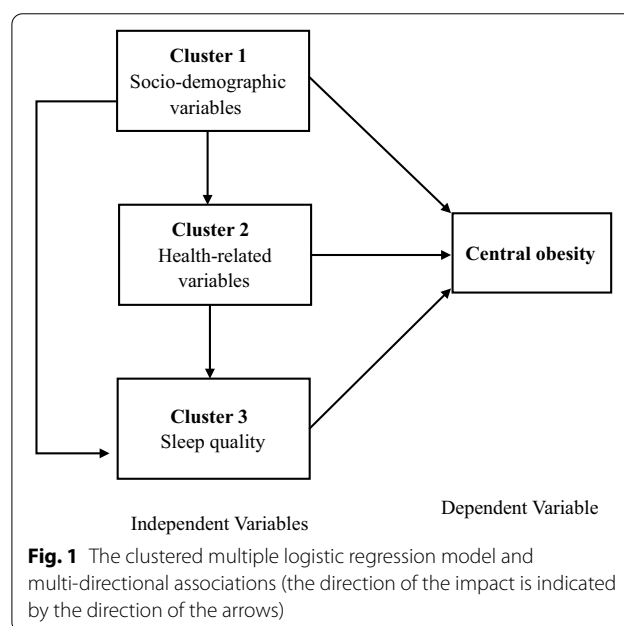 Cluster 1
Socio-demographic
variables
Cluster 2
Health-related
variables
Central obesity
Cluster 3
Sleep quality
Independent Variables
Dependent Variable
Fig. 1 The clustered multiple logistic regression model and
multi-directional associations (the direction of the impact is indicated
by the direction of the arrows)